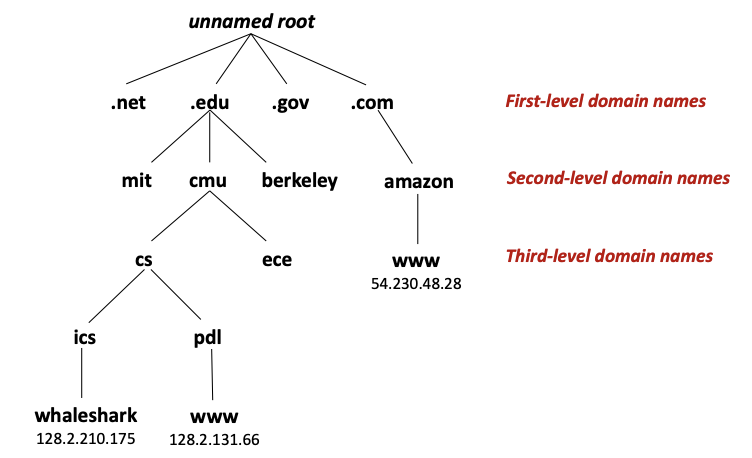 unnamed root
.net .edu .gov .com First-level domain names
mit cmu berkeley amazon Second-level domain names
cs ece www Third-level domain names
54.230.48.28
ics pdl
whaleshark www
128.2.210.175 128.2.131.66